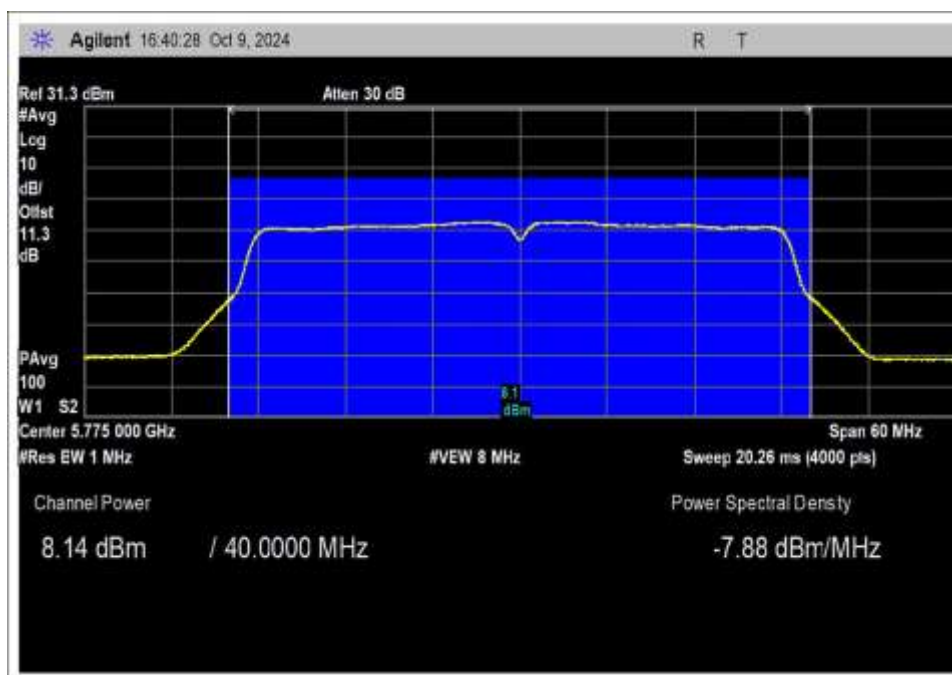 Agilent 16:40:28 Oct 9, 2024
R T
Ref 31.3 dBm
Atten 30 dB
#Avg
Log
10
dB/
Offst
11.3
dB
PAvg
100
W1 S2
8.1
dBm
Center 5.775 000 GHz
Span 60 MHz
#Res BW 1 MHz
#VBW 8 MHz
Sweep 20.26 ms (4000 pts)
Channel Power
Power Spectral Density
8.14 dBm / 40.0000 MHz
-7.88 dBm/MHz